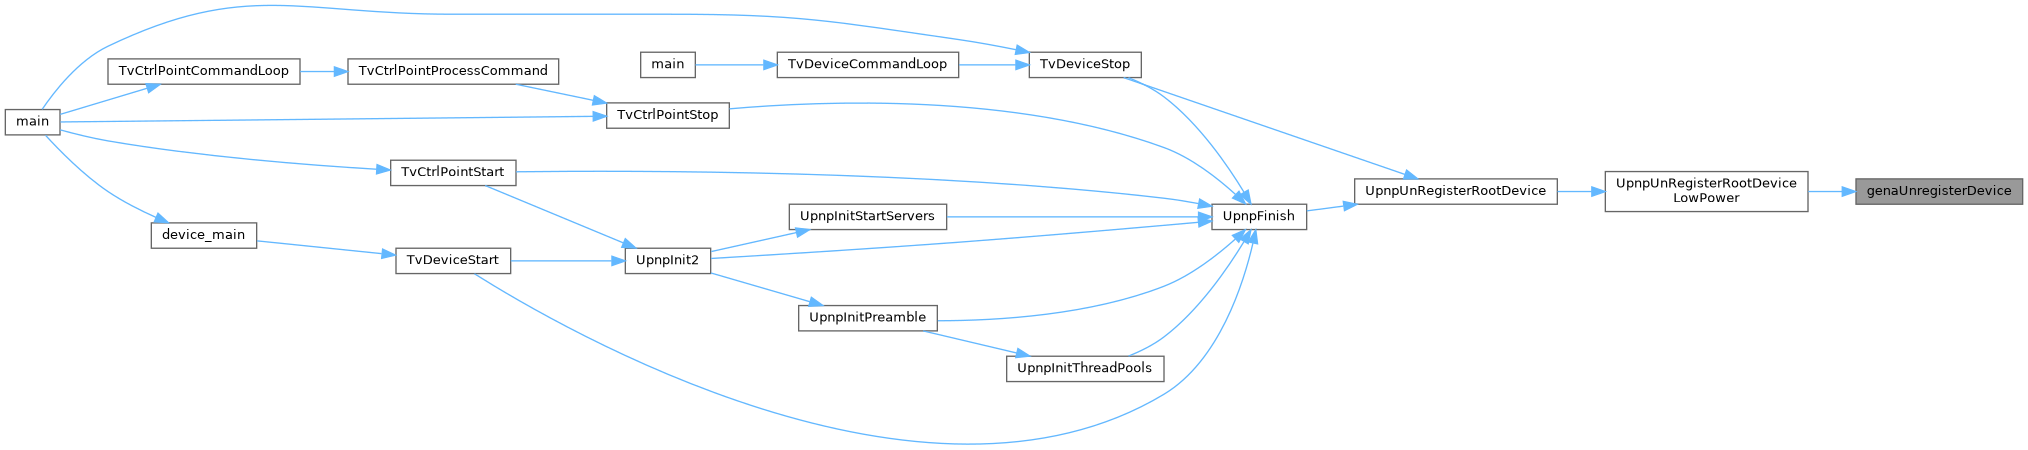 main
TvCtrlPointCommandLoop
TvCtrlPointProcessCommand
main
TvDeviceCommandLoop
TvDeviceStop
TvCtrlPointStop
TvCtrlPointStart
device_main
TvDeviceStart
UpnpInit2
UpnpInitStartServers
UpnpInitPreamble
UpnpInitThreadPools
UpnpFinish
UpnpUnRegisterRootDevice
UpnpUnRegisterRootDevice
LowPower
genaUnregisterDevice